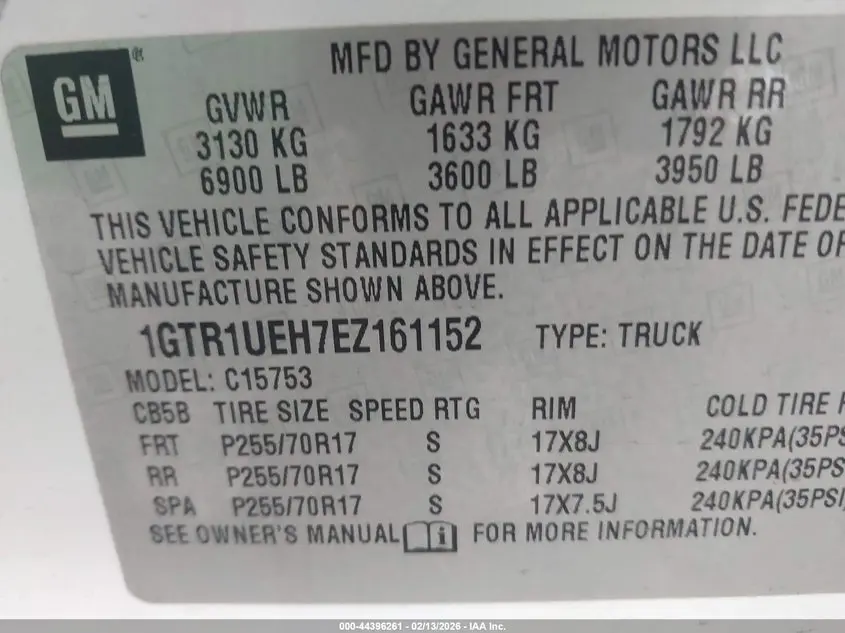 GM
MFD BY GENERAL MOTORS LLC
GVWR GAWR FRT GAWR RR
3130 KG 1633 KG 1792 KG
6900 LB 3600 LB 3950 LB
THIS VEHICLE CONFORMS TO ALL APPLICABLE U.S. FEDE
VEHICLE SAFETY STANDARDS IN EFFECT ON THE DATE OF
MANUFACTURE SHOWN ABOVE.
1GTR1UEH7EZ161152 TYPE: TRUCK
MODEL: C15753
CB5B TIRE SIZE SPEED RTG RIM COLD TIRE
FRT P255/70R17 S 17X8J 240KPA(35PS
RR P255/70R17 S 17X8J 240KPA(35PS
SPA P255/70R17 S 17X7.5J 240KPA(35PSI
SEE OWNER'S MANUAL i FOR MORE INFORMATION.
000-44396261 - 02/13/2026 - IAA Inc.